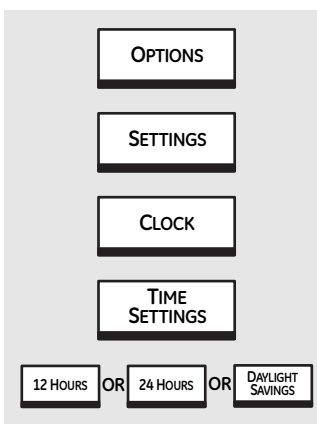 OPTIONS
SETTINGS
CLOCK
TIME
SETTINGS
12 HOURS OR 24 HOURS OR DAYLIGHT
SAVINGS